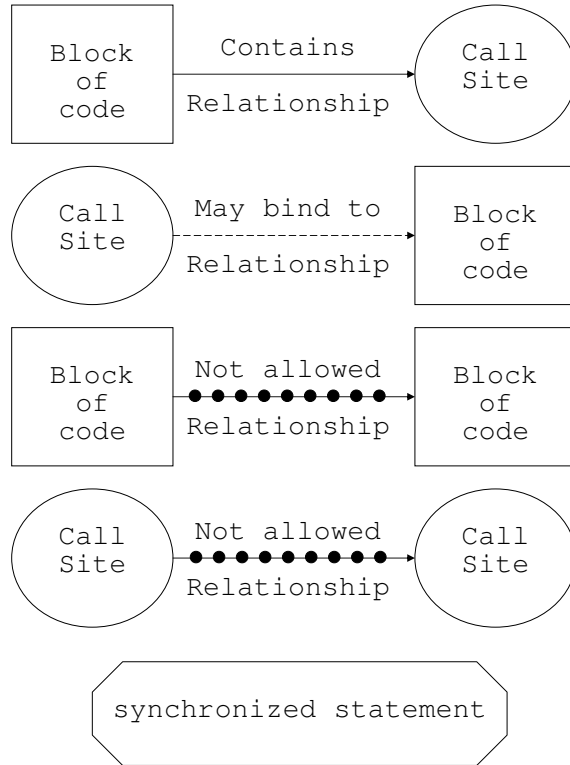 Block of code
Contains
Relationship
Call Site
Call Site
May bind to
Relationship
Block of code
Block of code
Not allowed
Relationship
Block of code
Call Site
Not allowed
Relationship
Call Site
synchronized statement